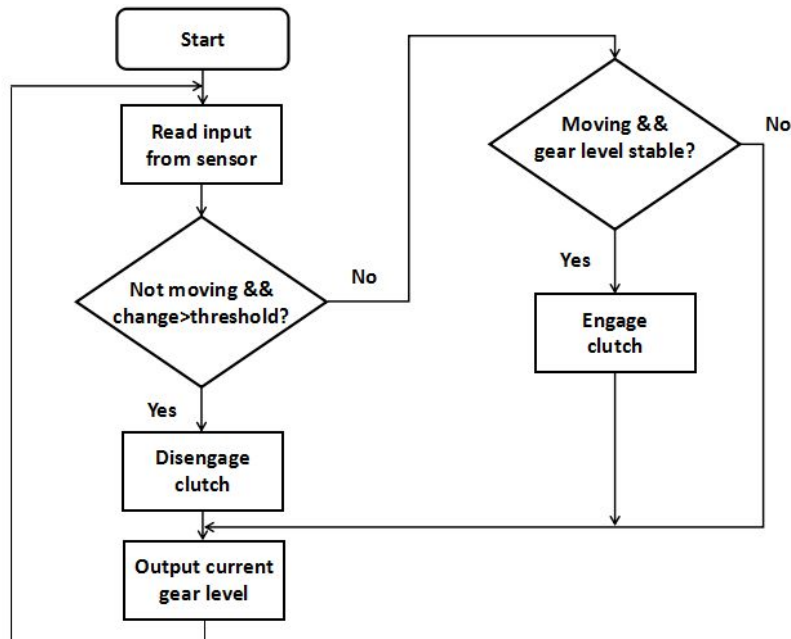 Start
Read input
from sensor
Not moving &&
change>threshold?
No
Yes
Disengage
clutch
Output current
gear level
Moving &&
gear level stable?
No
Yes
Engage
clutch